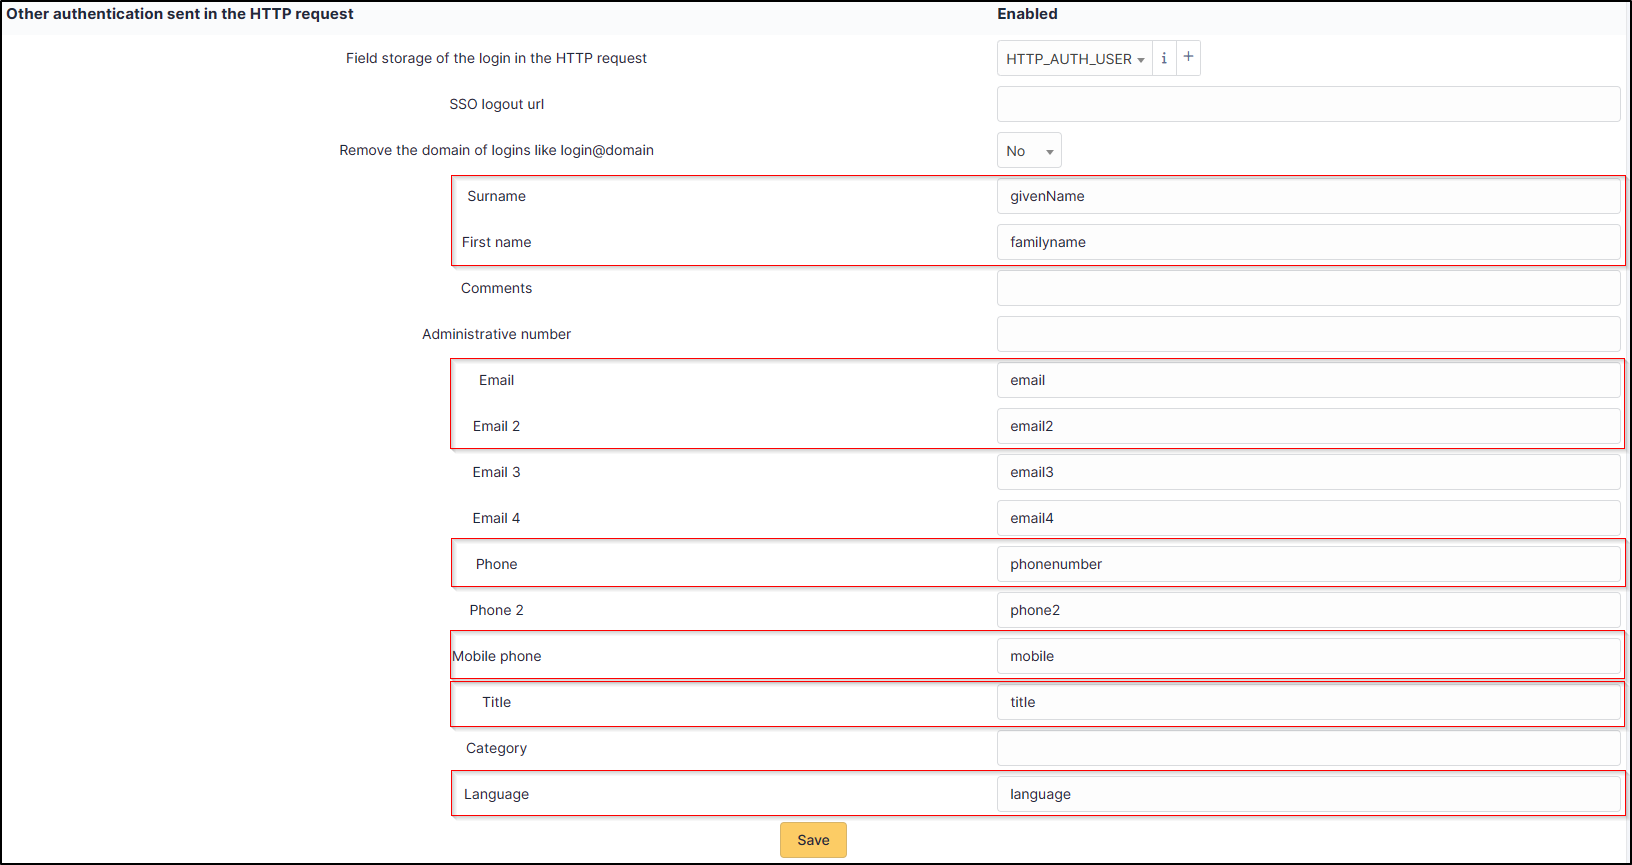 Other authentication sent in the HTTP request Enabled
Field storage of the login in the HTTP request HTTP_AUTH_USER i +
SSO logout url
Remove the domain of logins like login@domain No
Surname givenName
First name familyname
Comments
Administrative number
Email email
Email 2 email2
Email 3 email3
Email 4 email4
Phone phonenumber
Phone 2 phone2
Mobile phone mobile
Title title
Category
Language language
Save